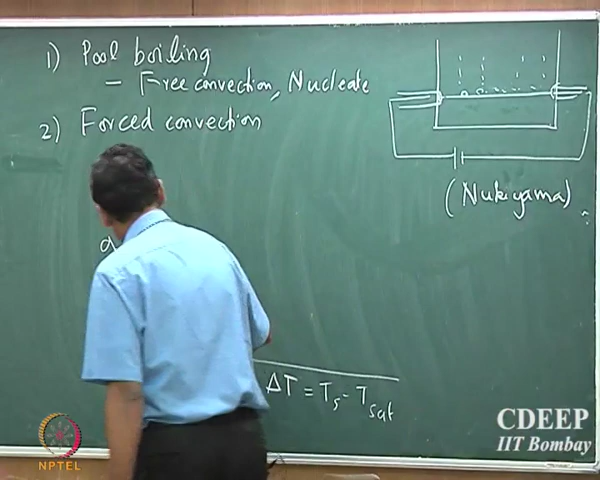 1) Pool boiling
– Free convection, Nucleate
2) Forced convection
(Nukiyama)
ΔT = Ts - Tsat
CDEEP
IIT Bombay
NPTEL